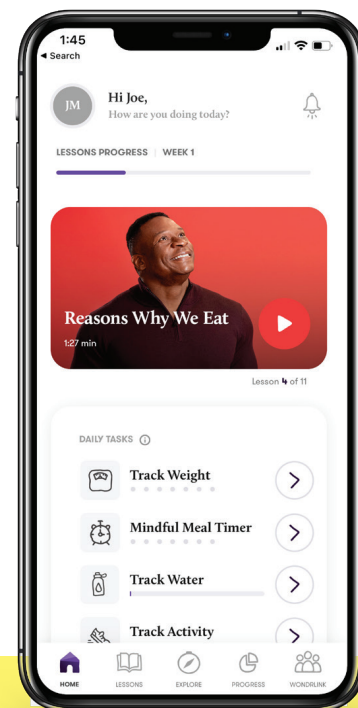 1:45
Search
JM
Hi Joe,
How are you doing today?
LESSONS PROGRESS | WEEK 1
Reasons Why We Eat
1:27 min
Lesson 4 of 11
DAILY TASKS
Track Weight
Mindful Meal Timer
Track Water
Track Activity
HOME LESSONS EXPLORE PROGRESS WONDRLINK